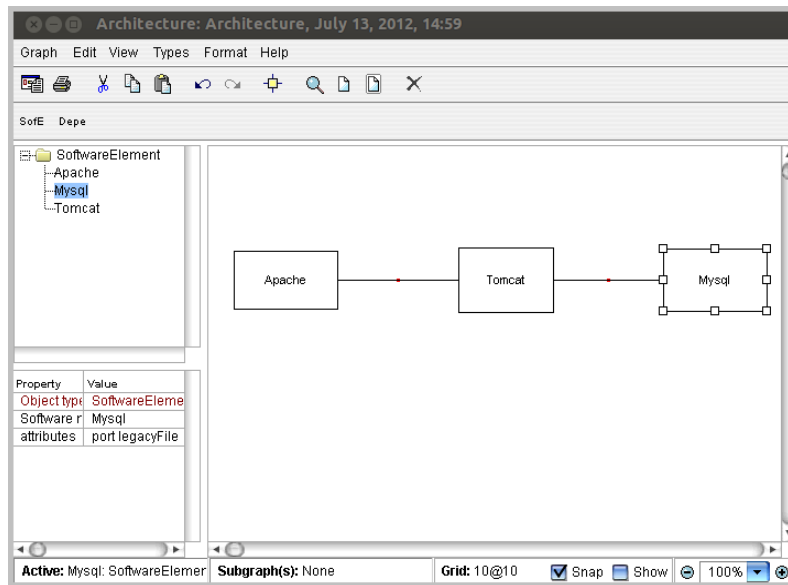 Architecture: Architecture, July 13, 2012, 14:59
Graph Edit View Types Format Help
SofE Depe
SoftwareElement
Apache
Mysql
Tomcat
Apache
Tomcat
Mysql
Property Value
Object type SoftwareEleme
Software r Mysql
attributes port legacyFile
Active: Mysql: SoftwareElemer Subgraph(s): None Grid: 10@10 Snap Show 100%